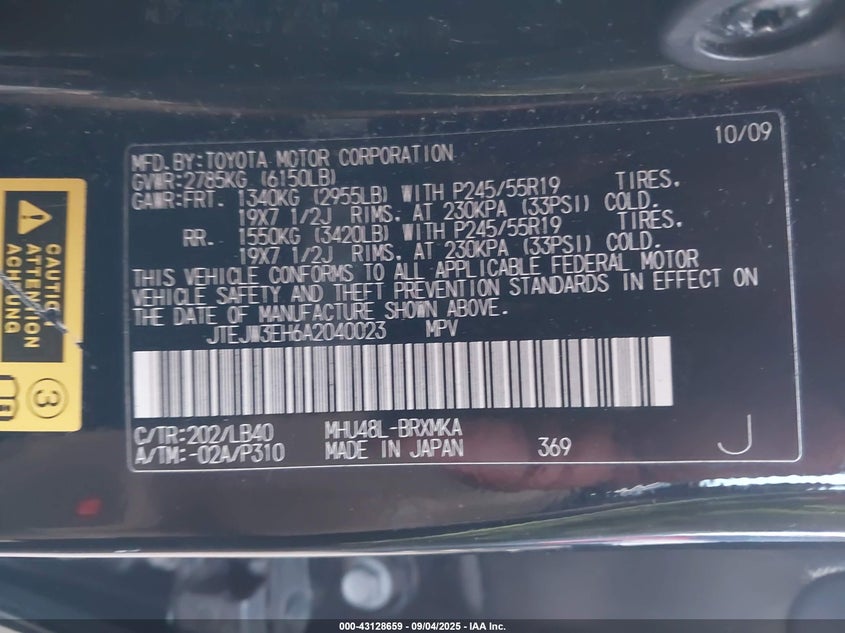 10/09
MFD. BY: TOYOTA MOTOR CORPORATION
GVWR: 2785KG (6150LB)
GAWR: FRT. 1340KG (2955LB) WITH P245/55R19 TIRES.
19X7 1/2J RIMS. AT 230KPA (33PSI) COLD.
RR. 1550KG (3420LB) WITH P245/55R19 TIRES.
19X7 1/2J RIMS. AT 230KPA (33PSI) COLD.
THIS VEHICLE CONFORMS TO ALL APPLICABLE FEDERAL MOTOR
VEHICLE SAFETY AND THEFT PREVENTION STANDARDS IN EFFECT ON
THE DATE OF MANUFACTURE SHOWN ABOVE.
JTEJW3EH6A2040023 MPV
C/TR: 202/LB40 MHU48L-BRXMKA
A/TM: -02A/P310 MADE IN JAPAN 369 J
CAUTION
ATTENTION
ACHTUNG
3
000-43128659 - 09/04/2025 - IAA Inc.